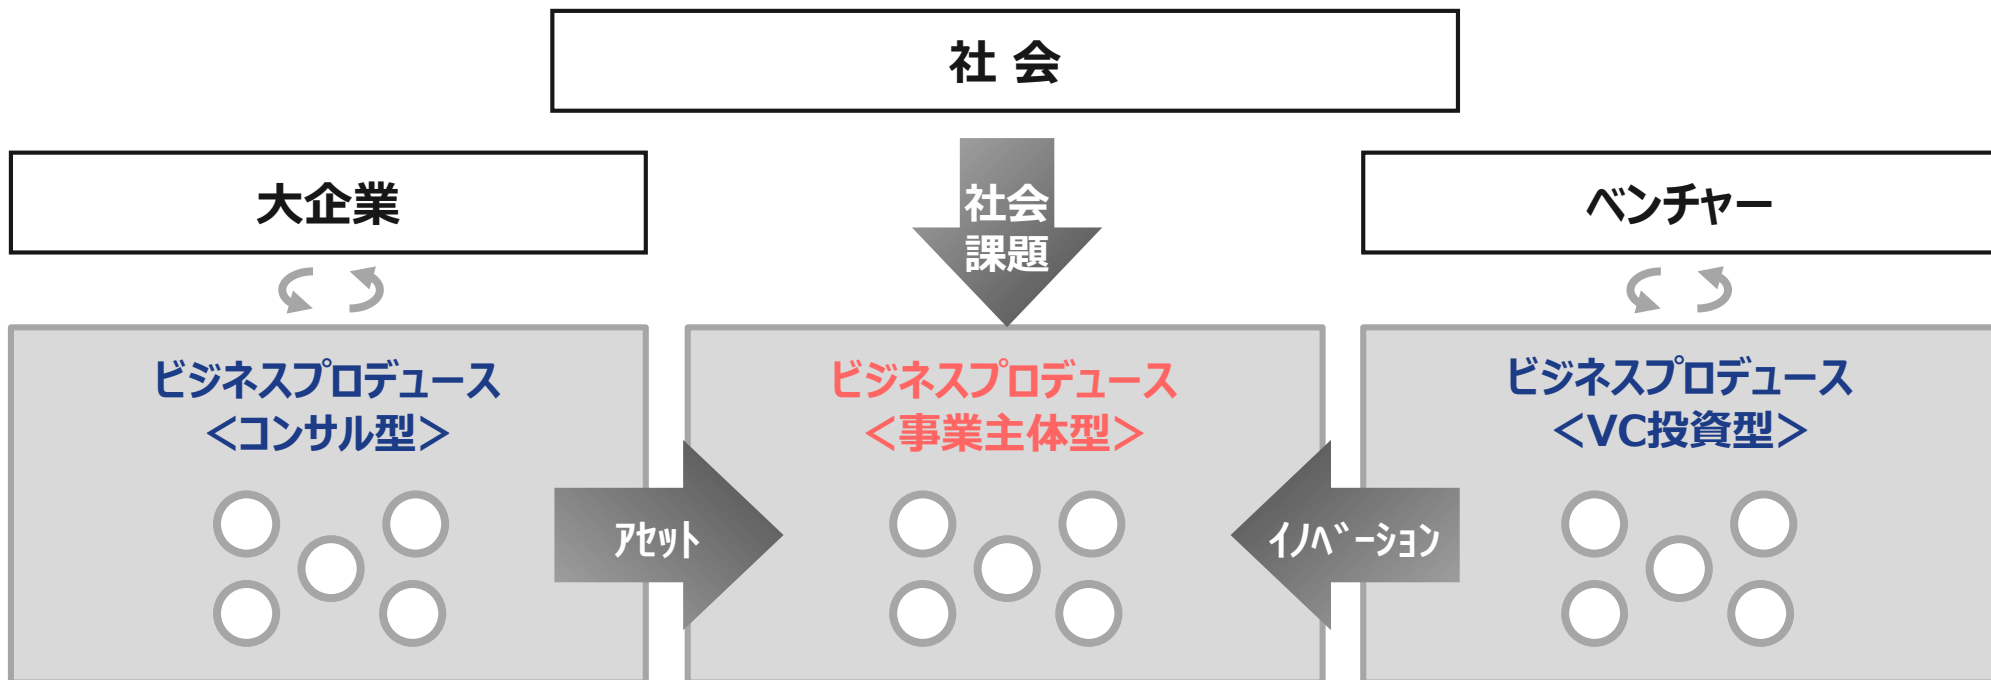 社 会
大企業
社会
課題
ベンチャー
ビジネスプロデュース
＜コンサル型＞
ビジネスプロデュース
＜事業主体型＞
ビジネスプロデュース
＜VC投資型＞
ｱｾｯﾄ
ｲﾉﾍﾞｰｼｮﾝ